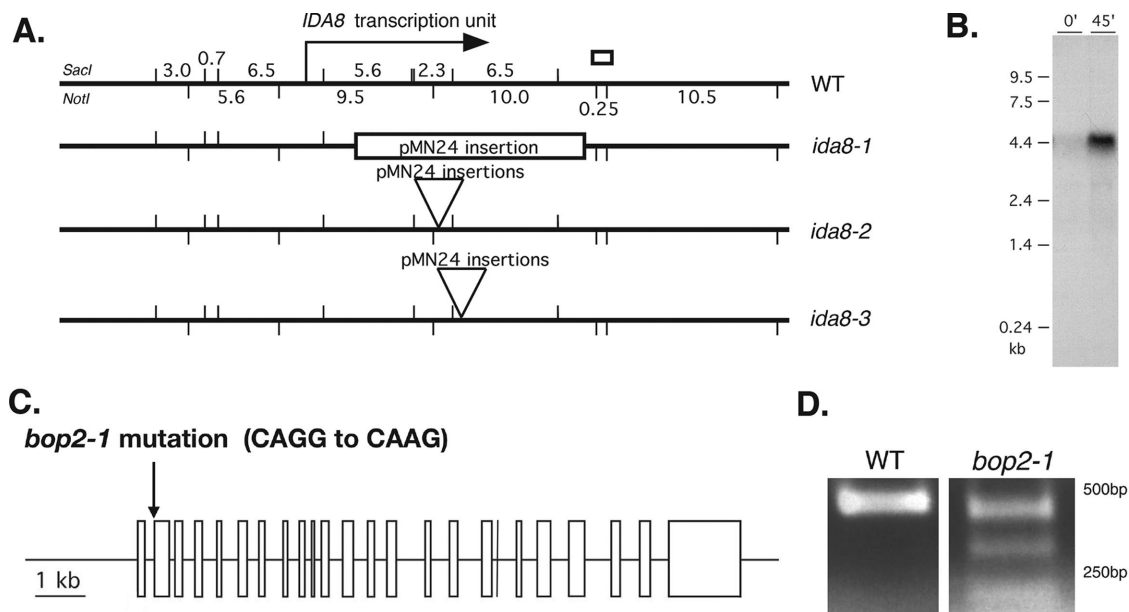 A.
IDA8 transcription unit
SacI 3.0 0.7 6.5 5.6 2.3 6.5
WT
NotI 5.6 9.5 10.0 0.25 10.5
pMN24 insertion
ida8-1
pMN24 insertions
ida8-2
pMN24 insertions
ida8-3
B.
0' 45'
9.5
7.5
4.4
2.4
1.4
0.24
kb
C.
bop2-1 mutation (CAGG to CAAG)
1 kb
D.
WT bop2-1
500bp
250bp